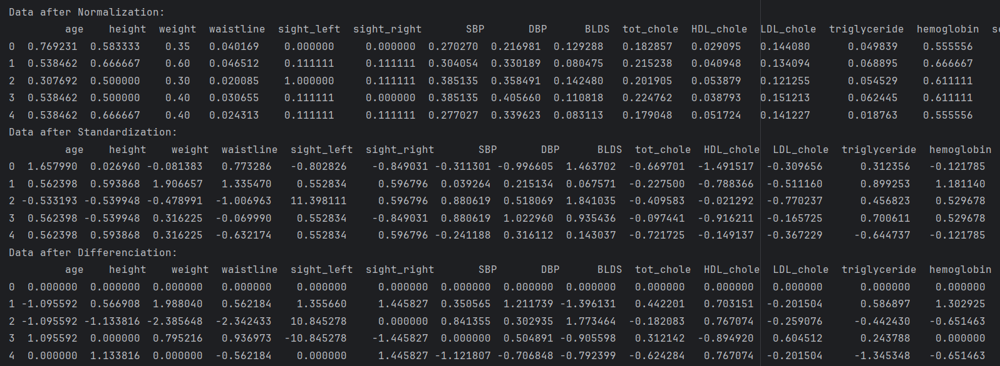 Data after Normalization:
age height weight waistline sight_left sight_right SBP DBP BLDS tot_chole HDL_chole LDL_chole triglyceride hemoglobin
0 0.769231 0.583333 0.35 0.040169 0.000000 0.000000 0.270270 0.216981 0.129288 0.182857 0.029095 0.144080 0.049839 0.555556
1 0.538462 0.666667 0.60 0.046512 0.111111 0.111111 0.304054 0.330189 0.080475 0.215238 0.040948 0.134094 0.068895 0.666667
2 0.307692 0.500000 0.30 0.020085 1.000000 0.111111 0.385135 0.358491 0.142480 0.201905 0.053879 0.121255 0.054529 0.611111
3 0.538462 0.500000 0.40 0.030655 0.111111 0.000000 0.385135 0.405660 0.110818 0.224762 0.038793 0.151213 0.062445 0.611111
4 0.538462 0.666667 0.40 0.024313 0.111111 0.111111 0.277027 0.339623 0.083113 0.179048 0.051724 0.141227 0.018763 0.555556
Data after Standardization:
age height weight waistline sight_left sight_right SBP DBP BLDS tot_chole HDL_chole LDL_chole triglyceride hemoglobin
0 1.657990 0.026960 -0.081383 0.773286 -0.802826 -0.849031 -0.311301 -0.996605 1.463702 -0.669701 -1.491517 -0.309656 0.312356 -0.121785
1 0.562398 0.593868 1.906657 1.335470 0.552834 0.596796 0.039264 0.215134 0.067571 -0.227500 -0.788366 -0.511160 0.899253 1.181140
2 -0.533193 -0.539948 -0.478991 -1.006963 11.398111 0.596796 0.880619 0.518069 1.841035 -0.409583 -0.021292 -0.770237 0.456823 0.529678
3 0.562398 -0.539948 0.316225 -0.069990 0.552834 -0.849031 0.880619 1.022960 0.935436 -0.097441 -0.916211 -0.165725 0.700611 0.529678
4 0.562398 0.593868 0.316225 -0.632174 0.552834 0.596796 -0.241188 0.316112 0.143037 -0.721725 -0.149137 -0.367229 -0.644737 -0.121785
Data after Differenciation:
age height weight waistline sight_left sight_right SBP DBP BLDS tot_chole HDL_chole LDL_chole triglyceride hemoglobin
0 0.000000 0.000000 0.000000 0.000000 0.000000 0.000000 0.000000 0.000000 0.000000 0.000000 0.000000 0.000000 0.000000 0.000000
1 -1.095592 0.566908 1.988040 0.562184 1.355660 1.445827 0.350565 1.211739 -1.396131 0.442201 0.703151 -0.201504 0.586897 1.302925
2 -1.095592 -1.133816 -2.385648 -2.342433 10.845278 0.000000 0.841355 0.302935 1.773464 -0.182083 0.767074 -0.259076 -0.442430 -0.651463
3 1.095592 0.000000 0.795216 0.936973 -10.845278 -1.445827 0.000000 0.504891 -0.905598 0.312142 -0.894920 0.604512 0.243788 0.000000
4 0.000000 1.133816 0.000000 -0.562184 0.000000 1.445827 -1.121807 -0.706848 -0.792399 -0.624284 0.767074 -0.201504 -1.345348 -0.651463